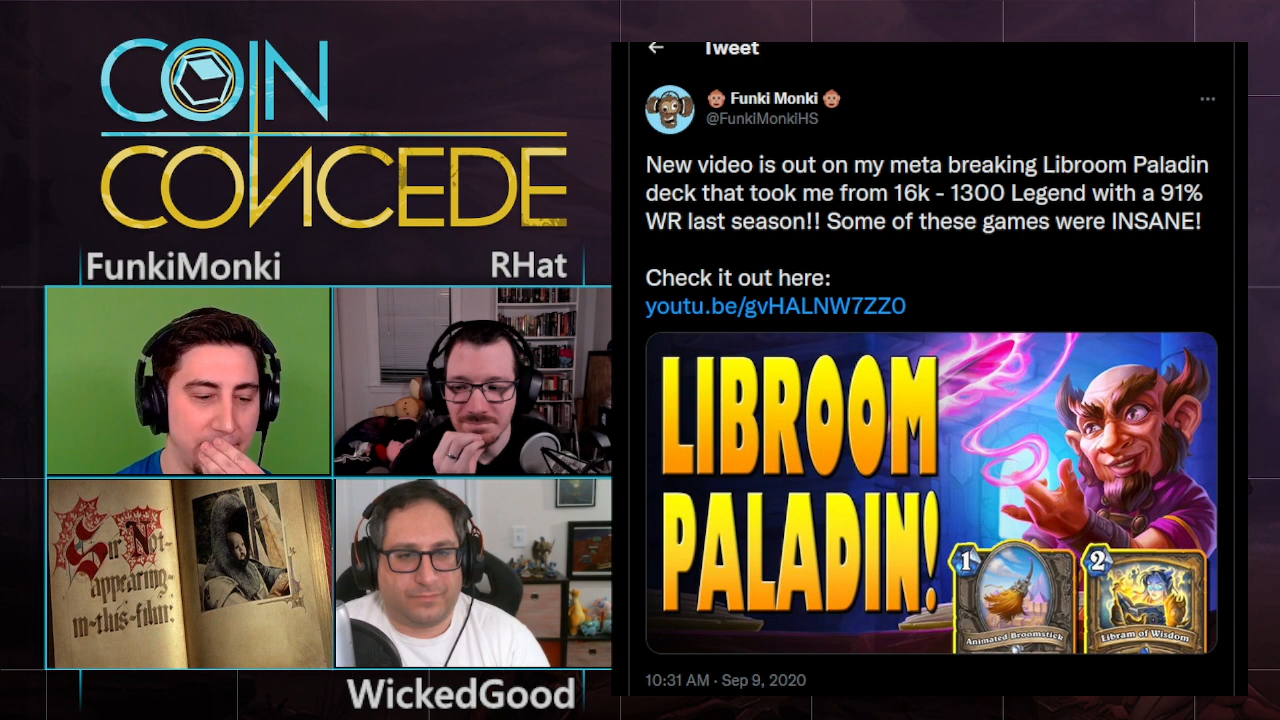 COIN
CONCEDE
FunkiMonki
RHat
Sir Not-
appearing-
in-this-film:
WickedGood
Tweet
Funki Monki
@FunkiMonkiHS
New video is out on my meta breaking Libroom Paladin
deck that took me from 16k - 1300 Legend with a 91%
WR last season!! Some of these games were INSANE!
Check it out here:
youtu.be/gvHALNW7ZZ0
LIBROOM
PALADIN!
1
2
Animated Broomstick
Libram of Wisdom
10:31 AM · Sep 9, 2020